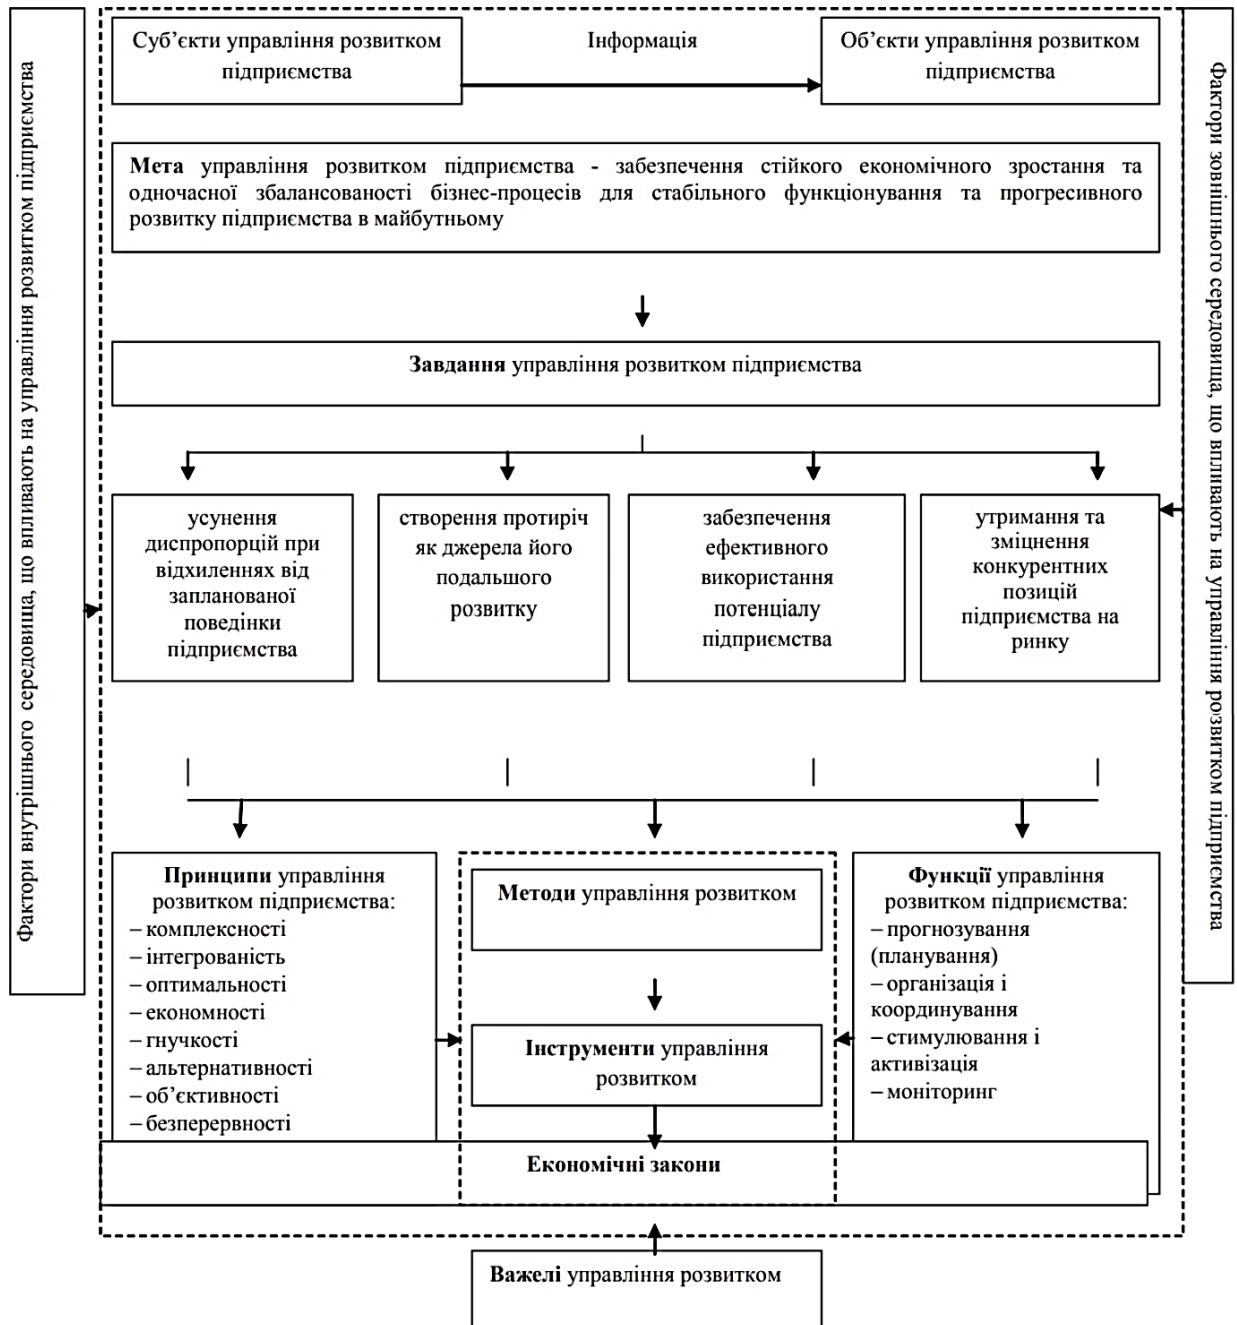 Фактори внутрішнього середовища, що впливають на управління розвитком підприємства
Суб’єкти управління розвитком
підприємства
Інформація
Об’єкти управління розвитком
підприємства
Мета управління розвитком підприємства - забезпечення стійкого економічного зростання та
одночасної збалансованості бізнес-процесів для стабільного функціонування та прогресивного
розвитку підприємства в майбутньому
Завдання управління розвитком підприємства
усунення
диспропорцій при
відхиленнях від
запланованої
поведінки
підприємства
створення протиріч
як джерела його
подальшого
розвитку
забезпечення
ефективного
використання
потенціалу
підприємства
утримання та
зміцнення
конкурентних
позицій
підприємства на
ринку
Принципи управління
розвитком підприємства:
– комплексності
– інтегрованість
– оптимальності
– економності
– гнучкості
– альтернативності
– об’єктивності
– безперервності
Методи управління розвитком
Інструменти управління
розвитком
Функції управління
розвитком підприємства:
– прогнозування
(планування)
– організація і
координування
– стимулювання і
активізація
– моніторинг
Економічні закони
Важелі управління розвитком
Фактори зовнішнього середовища, що впливають на управління розвитком підприємства